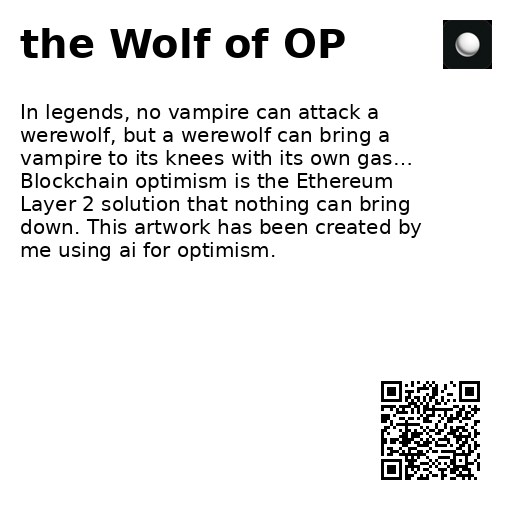 the Wolf of OP
In legends, no vampire can attack a
werewolf, but a werewolf can bring a
vampire to its knees with its own gas...
Blockchain optimism is the Ethereum
Layer 2 solution that nothing can bring
down. This artwork has been created by
me using ai for optimism.